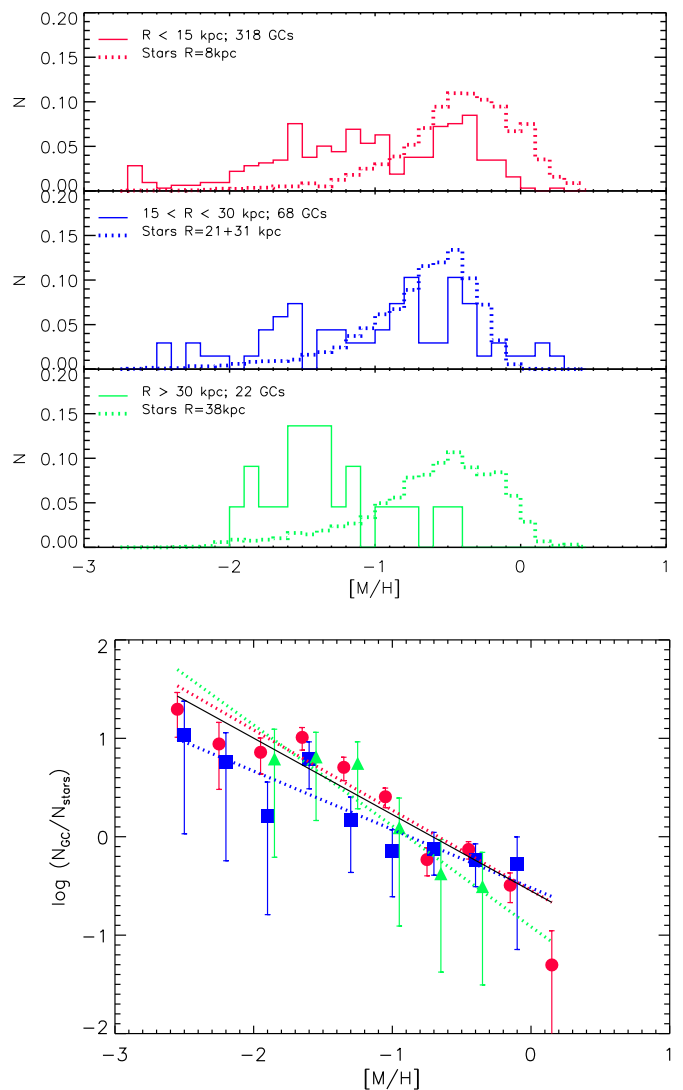 0.20
R < 15 kpc; 318 GCs
Stars R=8kpc
0.15
N
0.10
0.05
0.00
0.20
15 < R < 30 kpc; 68 GCs
Stars R=21+31 kpc
0.15
N
0.10
0.05
0.00
0.20
R > 30 kpc; 22 GCs
Stars R=38kpc
0.15
N
0.10
0.05
0.00
-3 -2 -1 0 1
[M/H]
2
1
0
-1
-2
log (N_GC/N_stars)
-3 -2 -1 0 1
[M/H]